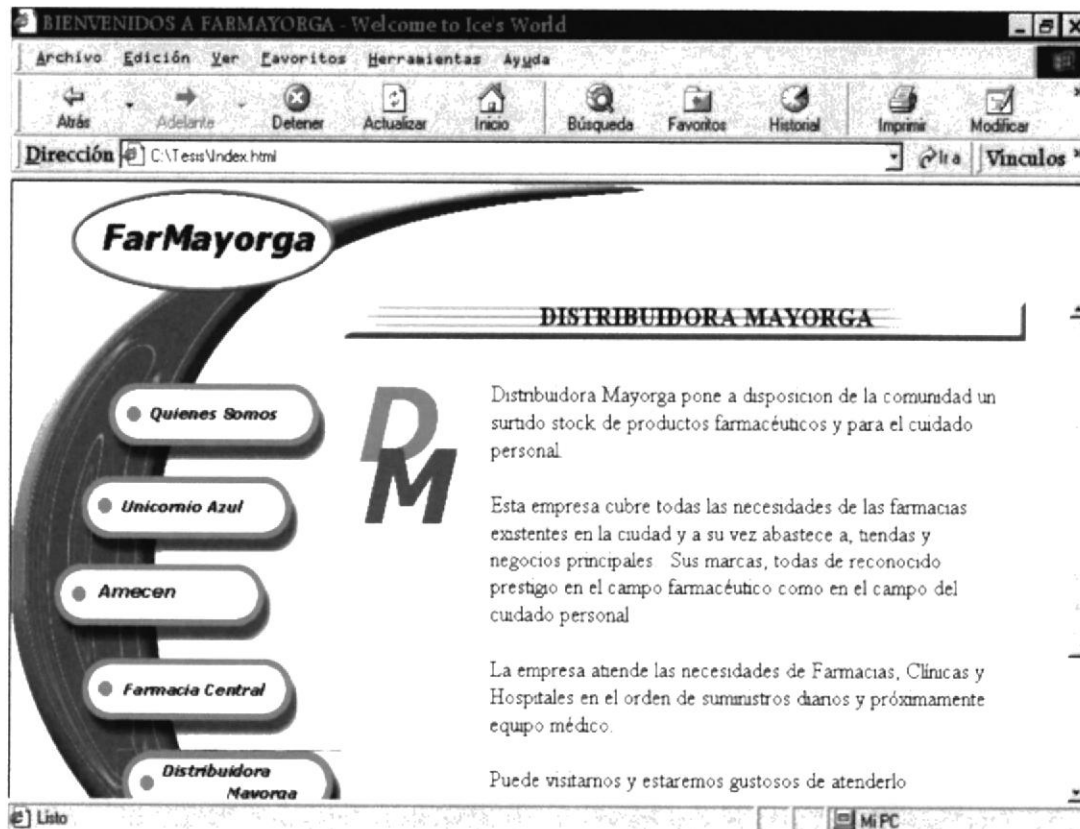 BIENVENIDOS A FARMAYORGA - Welcome to Ice's World
Archivo Edición Ver Favoritos Herramientas Ayuda
Atrás Adelante Detener Actualizar Inicio Búsqueda Favoritos Historial Imprimir Modificar
Dirección C:\Tesis\Index.html Ir a Vínculos
FarMayorga
DISTRIBUIDORA MAYORGA
Quienes Somos
Unicornio Azul
Amecen
Farmacia Central
Distribuidora
Mayorga
DM
Distribuidora Mayorga pone a disposicion de la comunidad un
surtido stock de productos farmacéuticos y para el cuidado
personal.
Esta empresa cubre todas las necesidades de las farmacias
existentes en la ciudad y a su vez abastece a, tiendas y
negocios principales Sus marcas, todas de reconocido
prestigio en el campo farmacéutico como en el campo del
cuidado personal
La empresa atiende las necesidades de Farmacias, Clínicas y
Hospitales en el orden de suministros diarios y próximamente
equipo médico.
Puede visitarnos y estaremos gustosos de atenderlo
Listo Mi PC